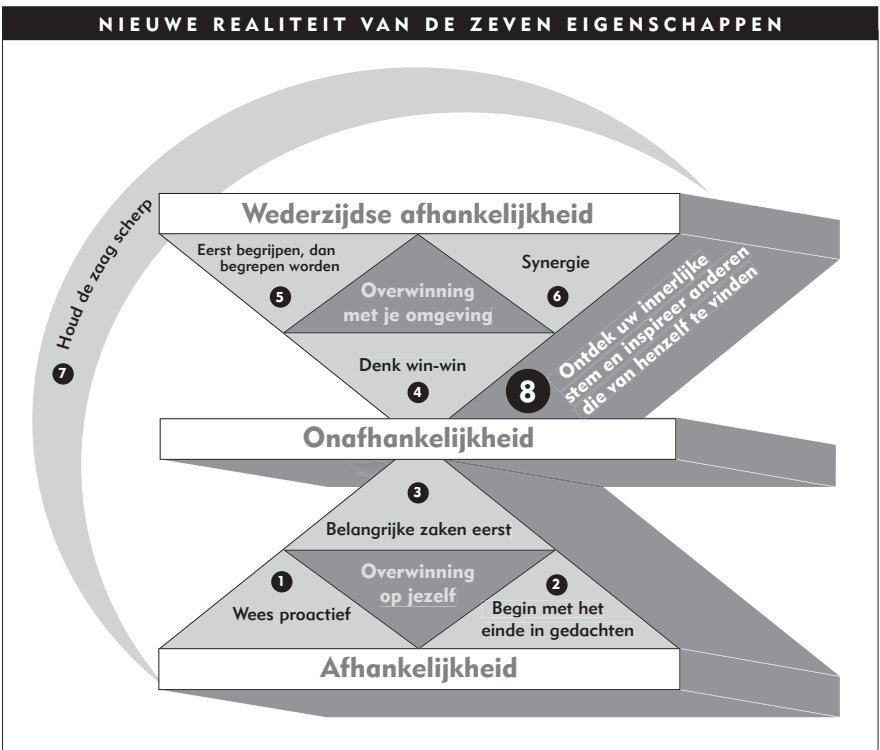 NIEUWE REALITEIT VAN DE ZEVEN EIGENSCHAPPEN
Wederzijdse afhankelijkheid
Eerst begrijpen, dan
begrepen worden
5
Synergie
6
Overwinning
met je omgeving
Denk win-win
4
7 Houd de zaag scherp
8
Ontdek uw innerlijke
stem en inspireer anderen
die van henzelf te vinden
Onafhankelijkheid
3
Belangrijke zaken eerst
1
Wees proactief
Overwinning
op jezelf
2
Begin met het
einde in gedachten
Afhankelijkheid